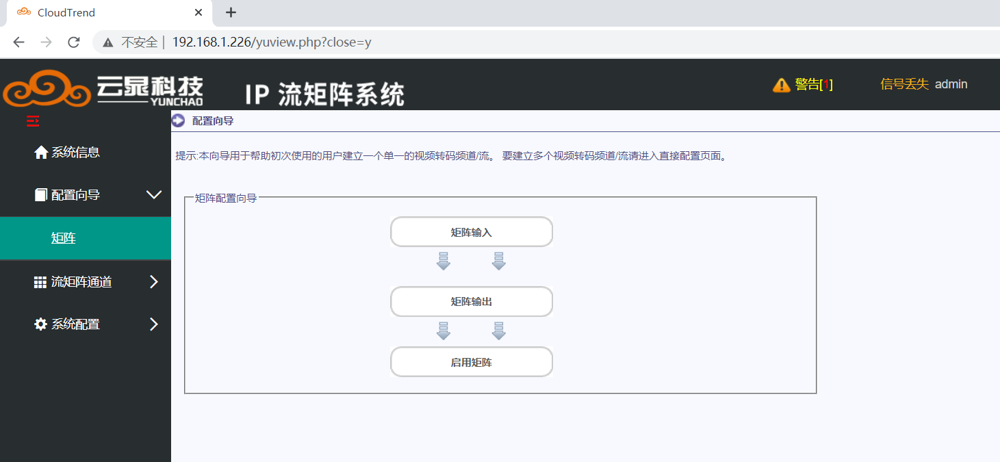 CloudTrend
不安全 | 192.168.1.226/yuview.php?close=y
云晁科技
YUNCHAO
IP 流矩阵系统
警告[1]
信号丢失 admin
配置向导
系统信息
提示:本向导用于帮助初次使用的用户建立一个单一的视频转码频道/流。 要建立多个视频转码频道/流请进入直接配置页面。
配置向导
矩阵配置向导
矩阵输入
矩阵
流矩阵通道
矩阵输出
系统配置
启用矩阵